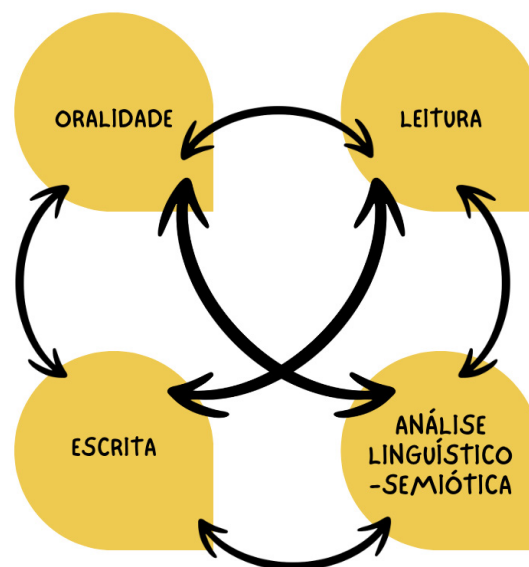 ORALIDADE
LEITURA
ESCRITA
ANÁLISE
LINGUÍSTICO
-SEMIÓTICA